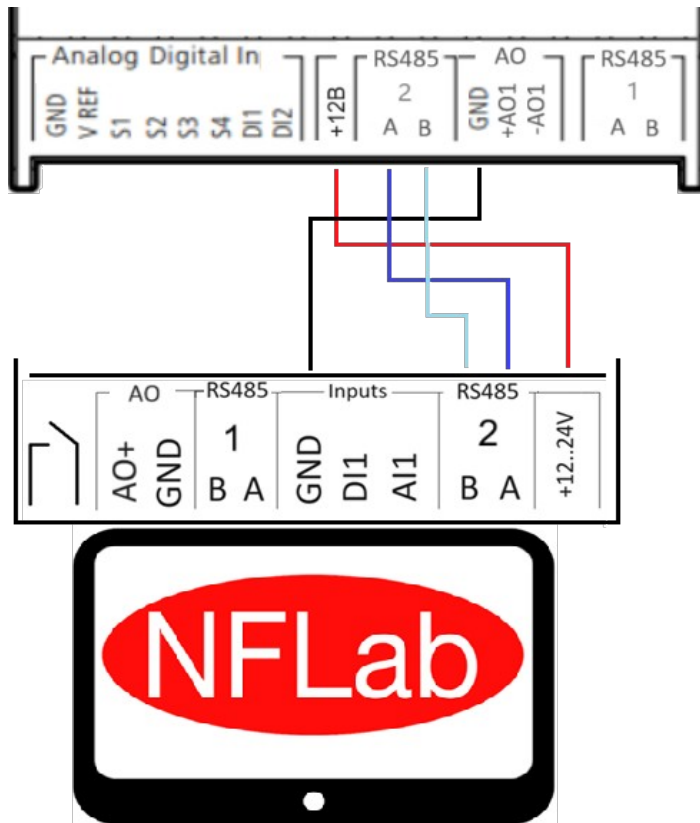 Analog Digital In
RS485
AO
RS485
GND
V REF
S1
S2
S3
S4
DI1
DI2
+12B
2
A B
GND
+AO1
-AO1
1
A B
AO
RS485
Inputs
RS485
AO+
GND
1
B A
GND
DI1
AI1
2
B A
+12..24V
NFLab